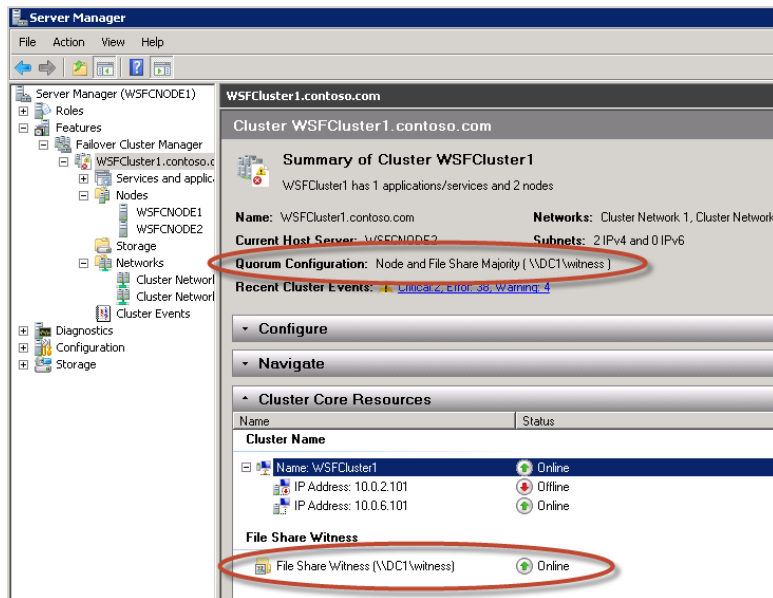 Server Manager
File Action View Help
Server Manager (WSFCNODE1)
Roles
Features
Failover Cluster Manager
WSFCluster1.contoso.c
Services and applic
Nodes
WSFCNODE1
WSFCNODE2
Storage
Networks
Cluster Networ
Cluster Networ
Cluster Events
Diagnostics
Configuration
Storage
WSFCluster1.contoso.com
Cluster WSFCluster1.contoso.com
Summary of Cluster WSFCluster1
WSFCluster1 has 1 applications/services and 2 nodes
Name: WSFCluster1.contoso.com Networks: Cluster Network 1, Cluster Network
Current Host Server: WSFCNODE2 Subnets: 2 IPv4 and 0 IPv6
Quorum Configuration: Node and File Share Majority ( \\DC1\witness )
Recent Cluster Events: Critical:2, Error: 38, Warning: 4
Configure
Navigate
Cluster Core Resources
Name Status
Cluster Name
Name: WSFCluster1 Online
IP Address: 10.0.2.101 Offline
IP Address: 10.0.6.101 Online
File Share Witness
File Share Witness (\\DC1\witness) Online